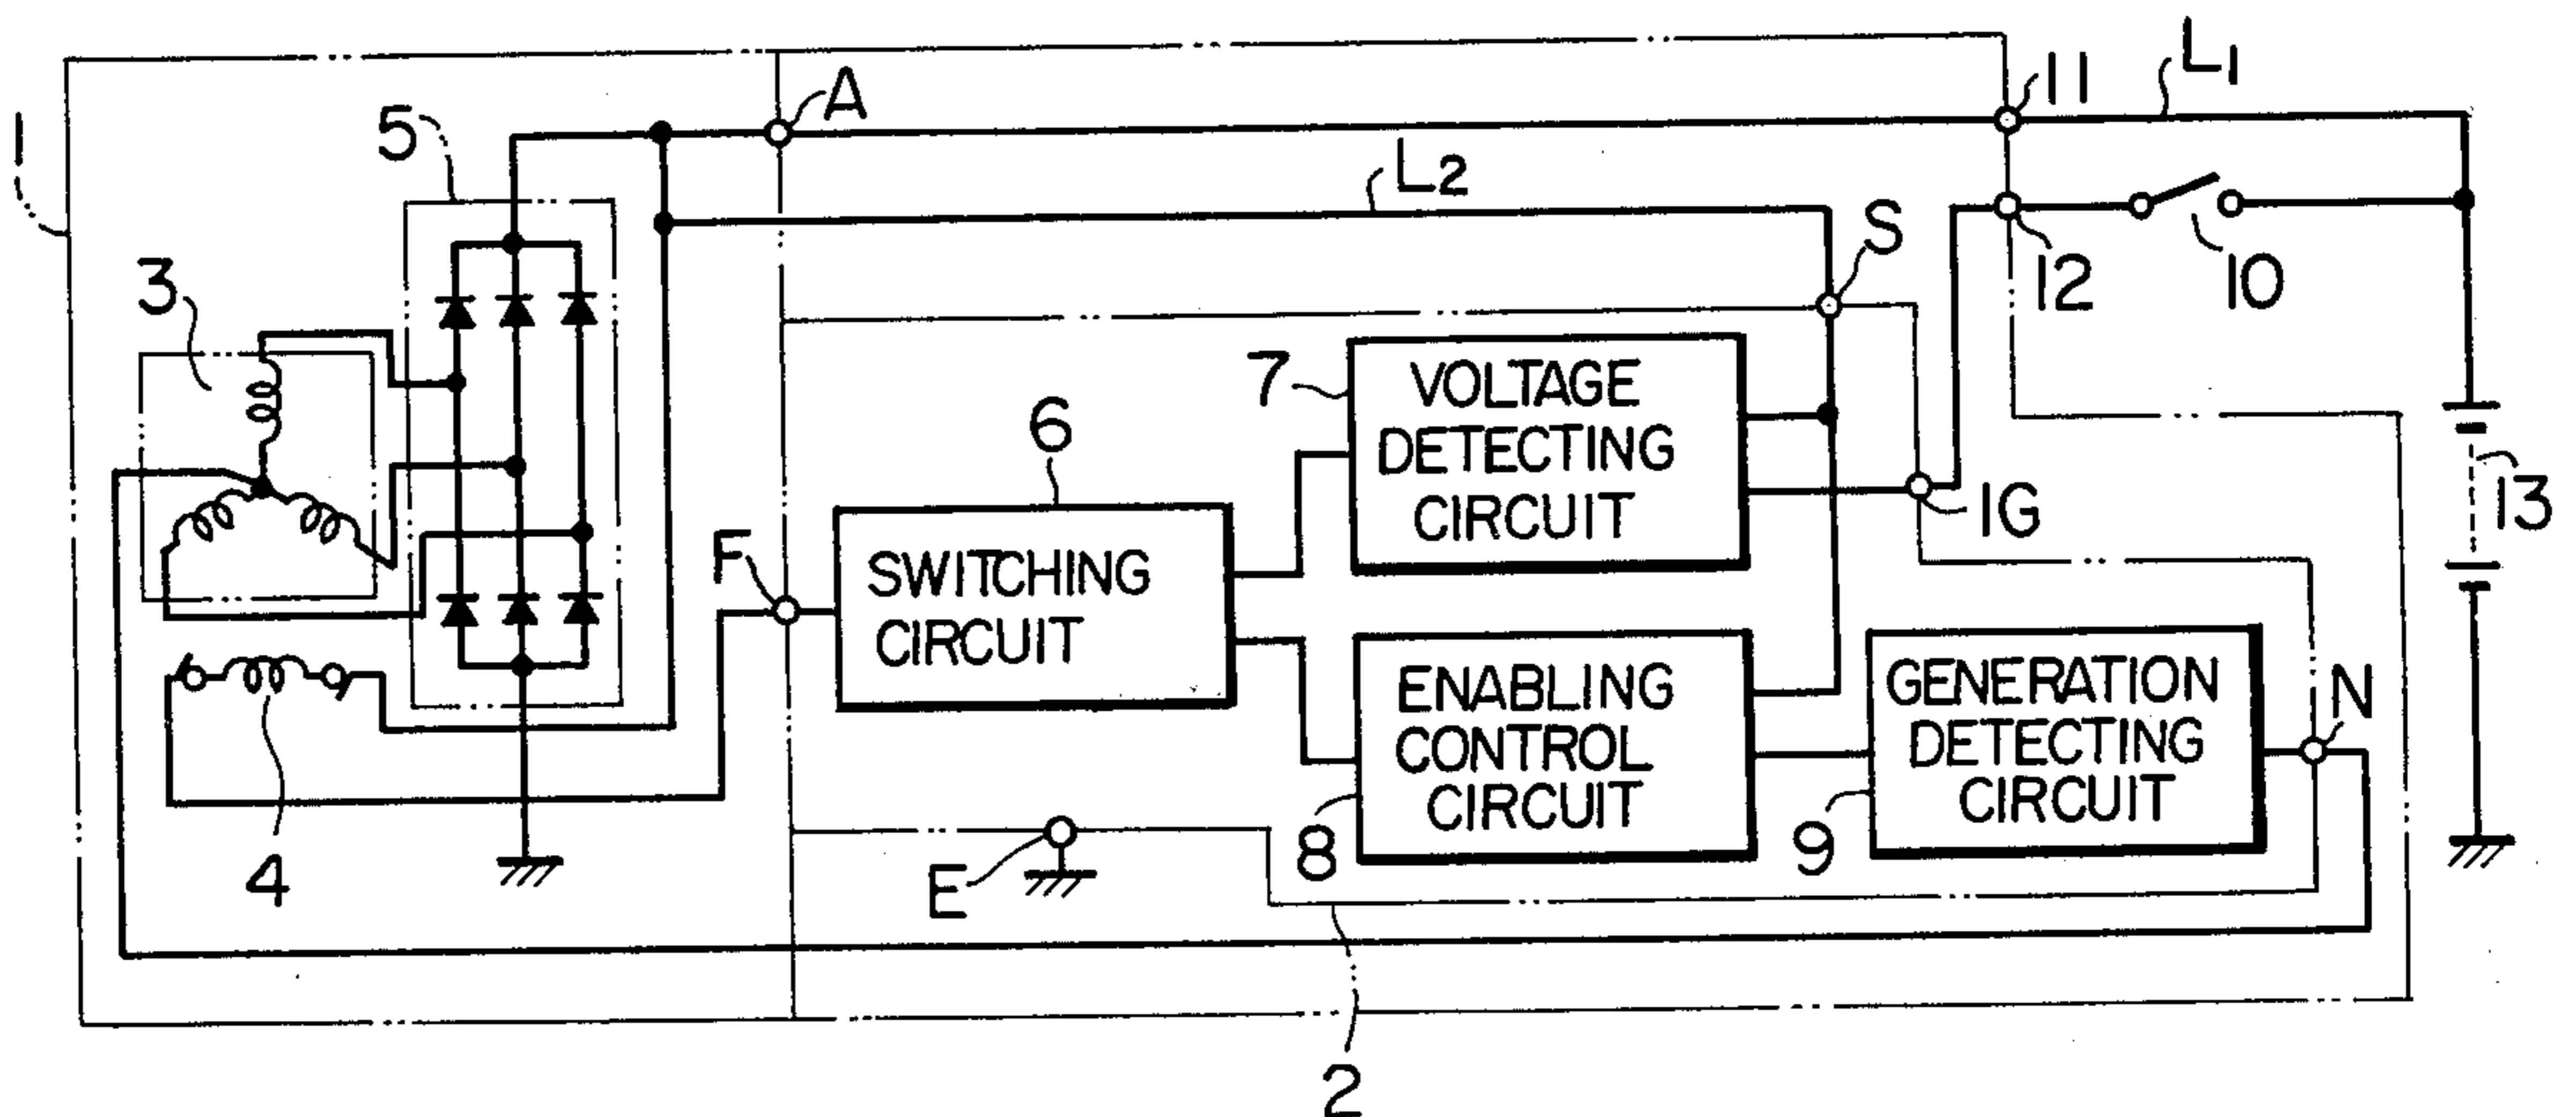 L1
11
A
1
5
L2
S
12
10
3
7
VOLTAGE
DETECTING
CIRCUIT
6
IG
13
F
SWITCHING
CIRCUIT
ENABLING
CONTROL
CIRCUIT
GENERATION
DETECTING
CIRCUIT
N
8
9
4
E
2